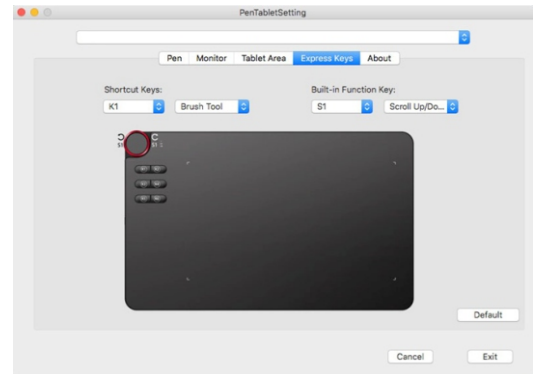 PenTabletSetting
Pen Monitor Tablet Area Express Keys About
Shortcut Keys: Built-in Function Key:
K1 Brush Tool S1 Scroll Up/Do...
Default
Cancel Exit